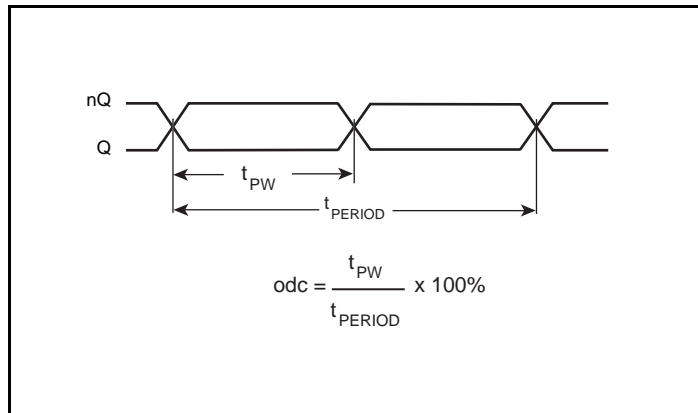 nQ
Q
tPW
tPERIOD
odc = tPW / tPERIOD x 100%